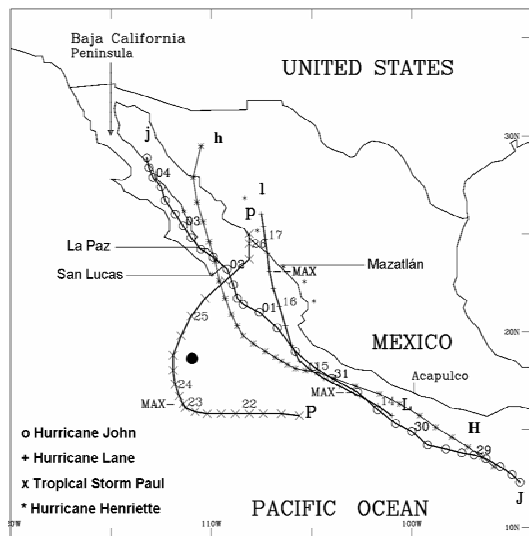 Baja California
Peninsula
UNITED STATES
30N
j
h
l
04
p
03
17
La Paz
26
02
MAX
Mazatlán
San Lucas
16
01
25
20N
MEXICO
15
31
Acapulco
24
MAX
14
L
MAX
23
22
P
30
H
29
J
O Hurricane John
+ Hurricane Lane
x Tropical Storm Paul
* Hurricane Henriette
PACIFIC OCEAN
20W
110W
100W